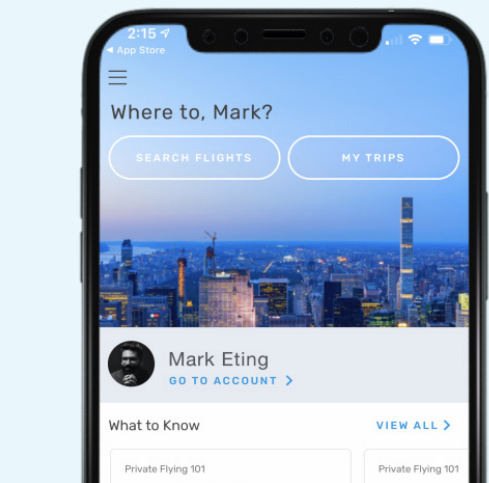 2:15
App Store
Where to, Mark?
SEARCH FLIGHTS
MY TRIPS
Mark Eting
GO TO ACCOUNT
What to Know
VIEW ALL
Private Flying 101
Private Flying 101